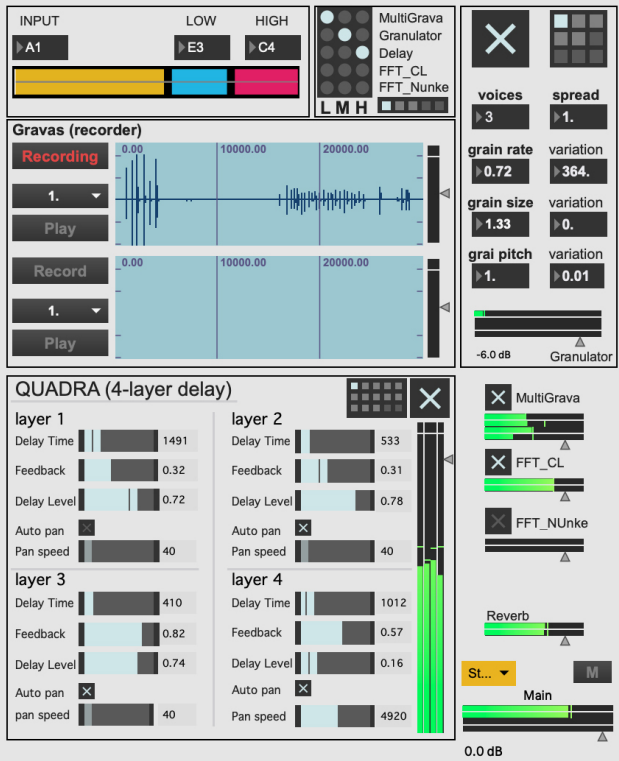 INPUT LOW HIGH
A1 E3 C4
MultiGrava
Granulator
Delay
FFT_CL
FFT_Nunke
L M H
voices spread
3 1.
grain rate variation
0.72 364.
grain size variation
1.33 0.
grai pitch variation
1. 0.01
-6.0 dB
Granulator
Gravas (recorder)
Recording
1.
Play
0.00 10000.00 20000.00
Record
1.
Play
0.00 10000.00 20000.00
QUADRA (4-layer delay)
layer 1
Delay Time 1491
Feedback 0.32
Delay Level 0.72
Auto pan
Pan speed 40
layer 2
Delay Time 533
Feedback 0.31
Delay Level 0.78
Auto pan
Pan speed 40
layer 3
Delay Time 410
Feedback 0.82
Delay Level 0.74
Auto pan
pan speed 40
layer 4
Delay Time 1012
Feedback 0.57
Delay Level 0.16
Auto pan
Pan speed 4920
MultiGrava
FFT_CL
FFT_NUnke
Reverb
St... M
Main
0.0 dB